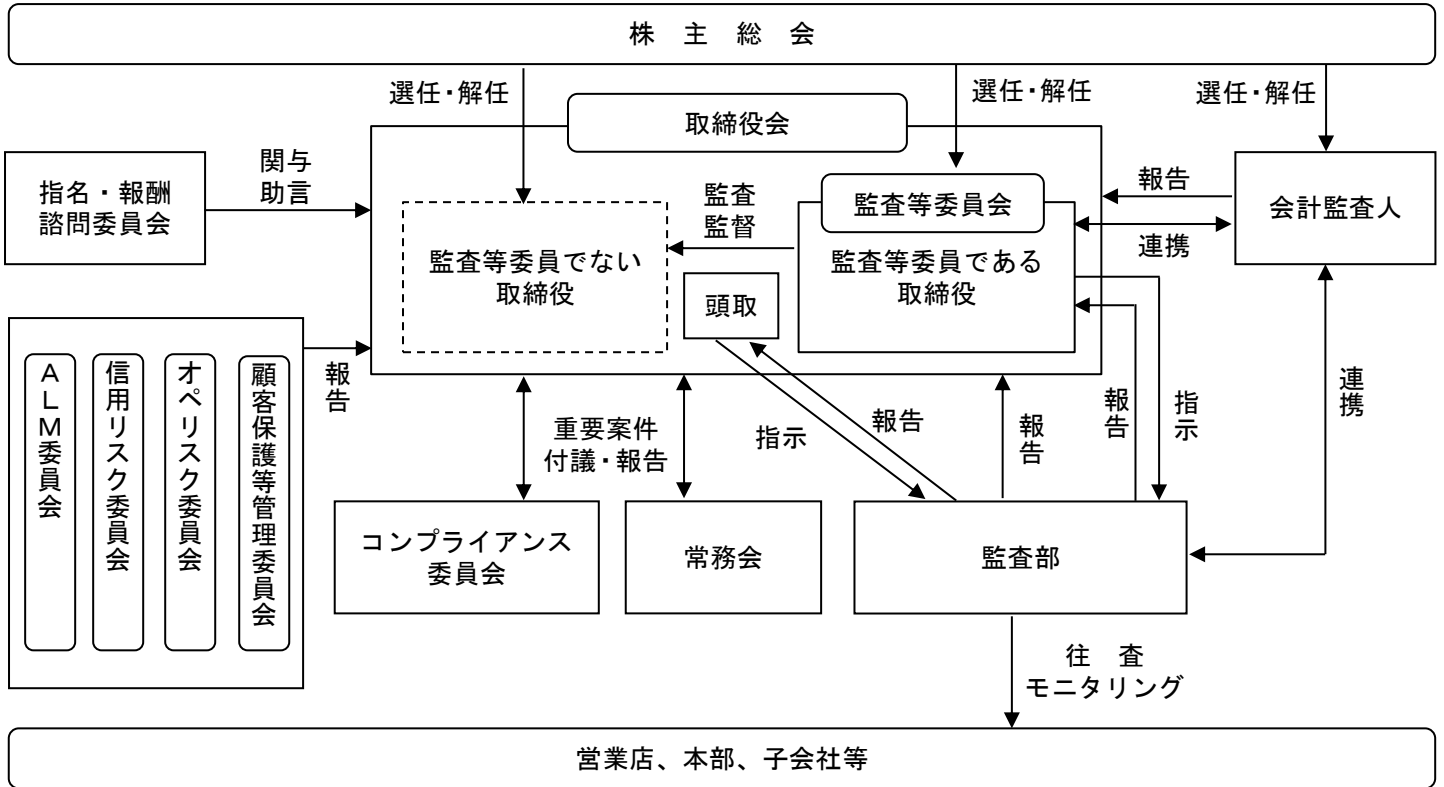 株　主　総　会
選任・解任
選任・解任
選任・解任
取締役会
指名・報酬
諮問委員会
関与
助言
監査等委員でない
取締役
監査
監督
監査等委員会
監査等委員である
取締役
頭取
報告
連携
会計監査人
ALM委員会
信用リスク委員会
オペリスク委員会
顧客保護等管理委員会
報告
重要案件
付議・報告
指示
報告
報告
報告
指示
連携
コンプライアンス
委員会
常務会
監査部
往　査
モニタリング
営業店、本部、子会社等